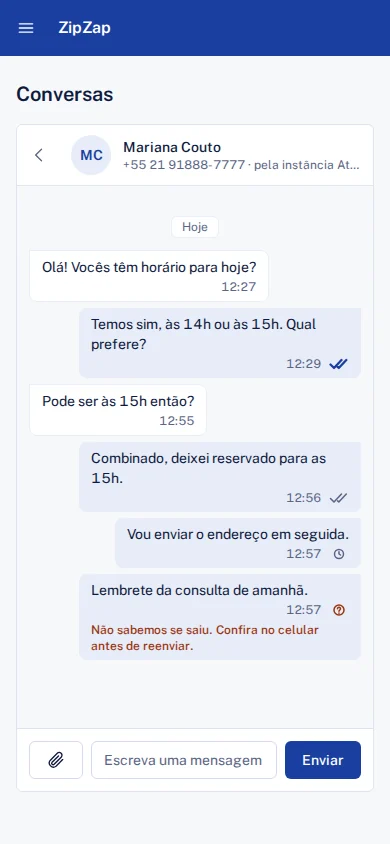 ZipZap
Conversas
MC
Mariana Couto
+55 21 91888-7777 · pela instância At...
Hoje
Olá! Vocês têm horário para hoje?
12:27
Temos sim, às 14h ou às 15h. Qual
prefere?
12:29
Pode ser às 15h então?
12:55
Combinado, deixei reservado para as
15h.
12:56
Vou enviar o endereço em seguida.
12:57
Lembrete da consulta de amanhã.
12:57
Não sabemos se saiu. Confira no celular
antes de reenviar.
Escreva uma mensagem
Enviar